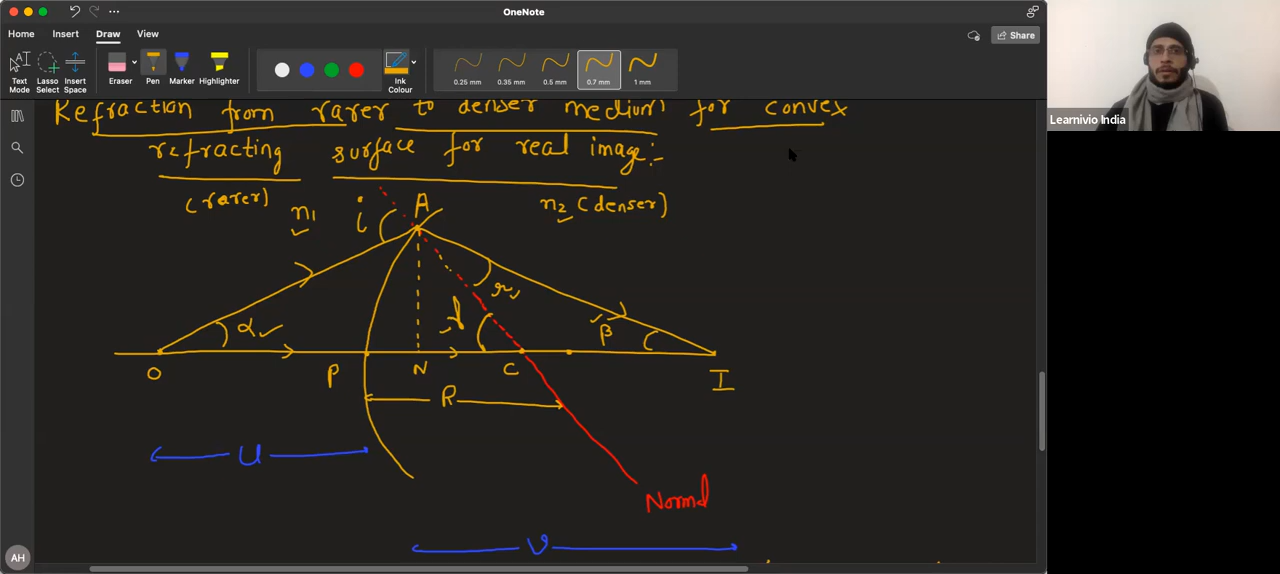 OneNote
Home Insert Draw View
Share
Text Mode
Lasso Select
Insert Space
Eraser
Pen
Marker
Highlighter
Ink Colour
0.25 mm
0.35 mm
0.5 mm
0.7 mm
1 mm
Learnivio India
Refraction from rarer to denser medium for convex
refracting surface for real image:-
(rarer)
n1
i
A
n2 (denser)
r
α
γ
β
O
P
N
C
I
R
u
Normal
v
AH